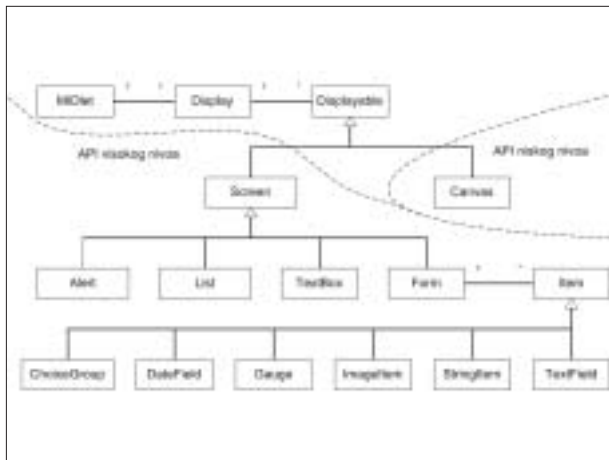 MIDlet Display Displayable
API visokog nivoa API niskog nivoa
Screen Canvas
Alert List TextBox Form Item
ChoiceGroup DateField Gauge ImageItem StringItem TextField